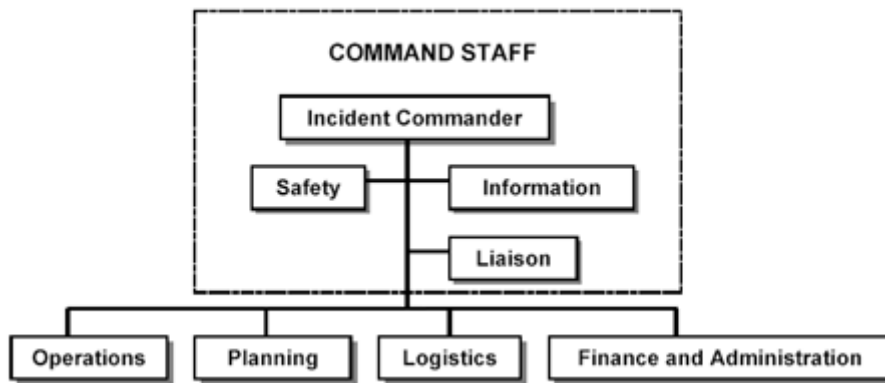 COMMAND STAFF
Incident Commander
Safety
Information
Liaison
Operations
Planning
Logistics
Finance and Administration